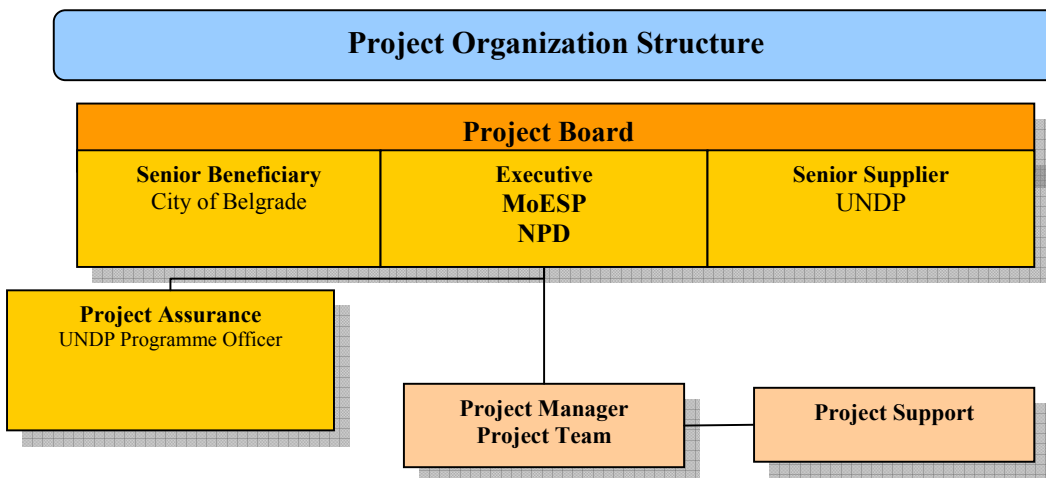 Project Organization Structure
Project Board
Senior Beneficiary
City of Belgrade
Executive
MoESP
NPD
Senior Supplier
UNDP
Project Assurance
UNDP Programme Officer
Project Manager
Project Team
Project Support